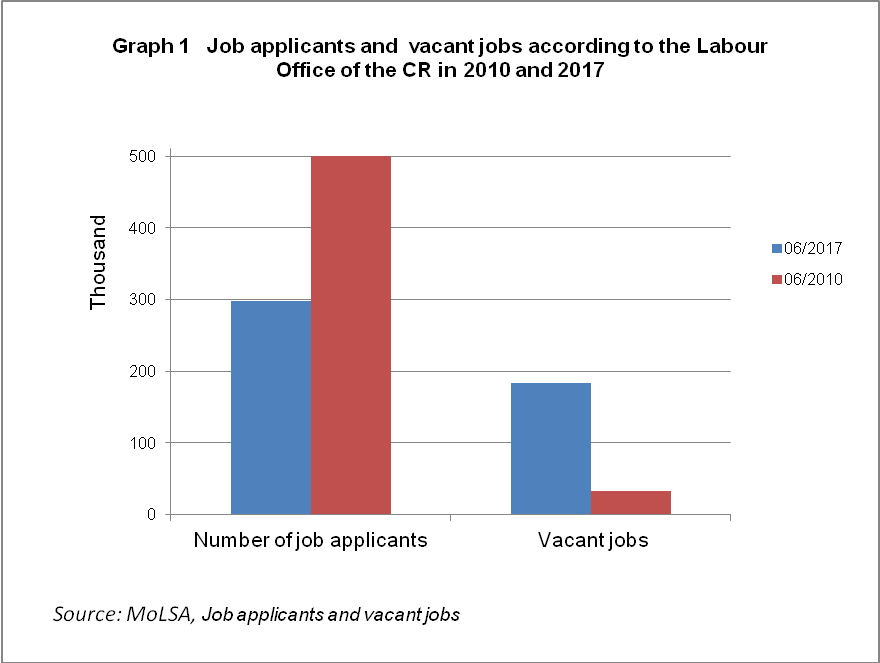 Graph 1 Job applicants and vacant jobs according to the Labour
Office of the CR in 2010 and 2017
Thousand
500
400
300
200
100
0
Number of job applicants
Vacant jobs
06/2017
06/2010
Source: MoLSA, Job applicants and vacant jobs